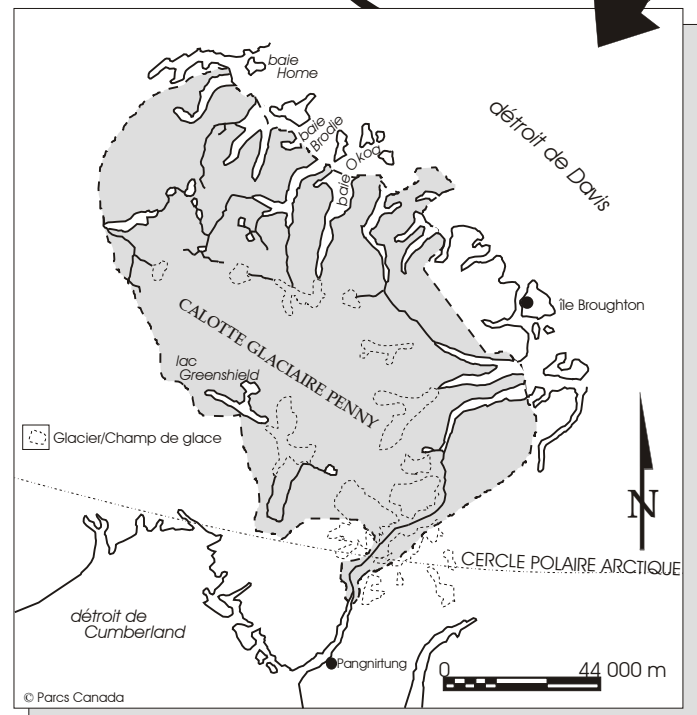 baie
Home
baie
Brodie
baie Okoa
détroit de Davis
île Broughton
CALOTTE GLACIAIRE PENNY
lac
Greenshield
Glacier/Champ de glace
N
CERCLE POLAIRE ARCTIQUE
détroit de
Cumberland
Pangnirtung
0 44 000 m
© Parcs Canada